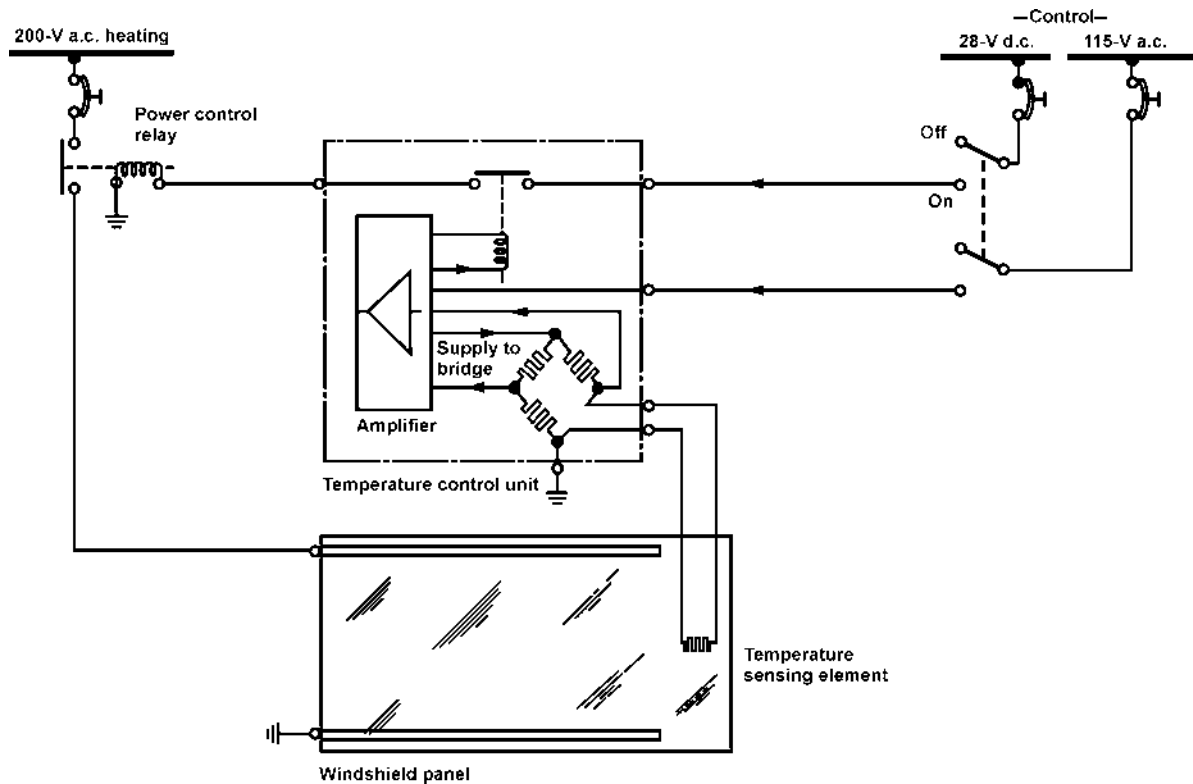 200-V a.c. heating
Power control
relay
–Control–
28-V d.c.
115-V a.c.
Off
On
Supply to
bridge
Amplifier
Temperature control unit
Temperature
sensing element
Windshield panel